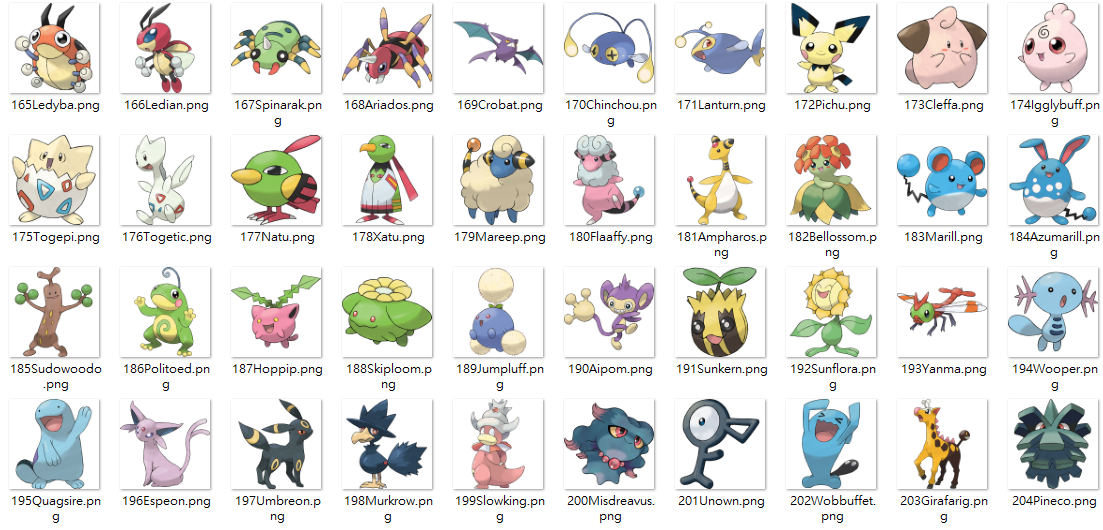 165Ledyba.png
166Ledian.png
167Spinarak.pn
g
168Ariados.png
169Crobat.png
170Chinchou.pn
g
171Lanturn.png
172Pichu.png
173Cleffa.png
174Igglybuff.pn
g
175Togepi.png
176Togetic.png
177Natu.png
178Xatu.png
179Mareep.png
180Flaaffy.png
181Ampharos.p
ng
182Bellossom.p
ng
183Marill.png
184Azumarill.pn
g
185Sudowoodo
.png
186Politoed.pn
g
187Hoppip.png
188Skiploom.p
ng
189Jumpluff.pn
g
190Aipom.png
191Sunkern.png
192Sunflora.pn
g
193Yanma.png
194Wooper.pn
g
195Quagsire.pn
g
196Espeon.png
197Umbreon.p
ng
198Murkrow.pn
g
199Slowking.pn
g
200Misdreavus.
png
201Unown.png
202Wobbuffet.
png
203Girafarig.pn
g
204Pineco.png